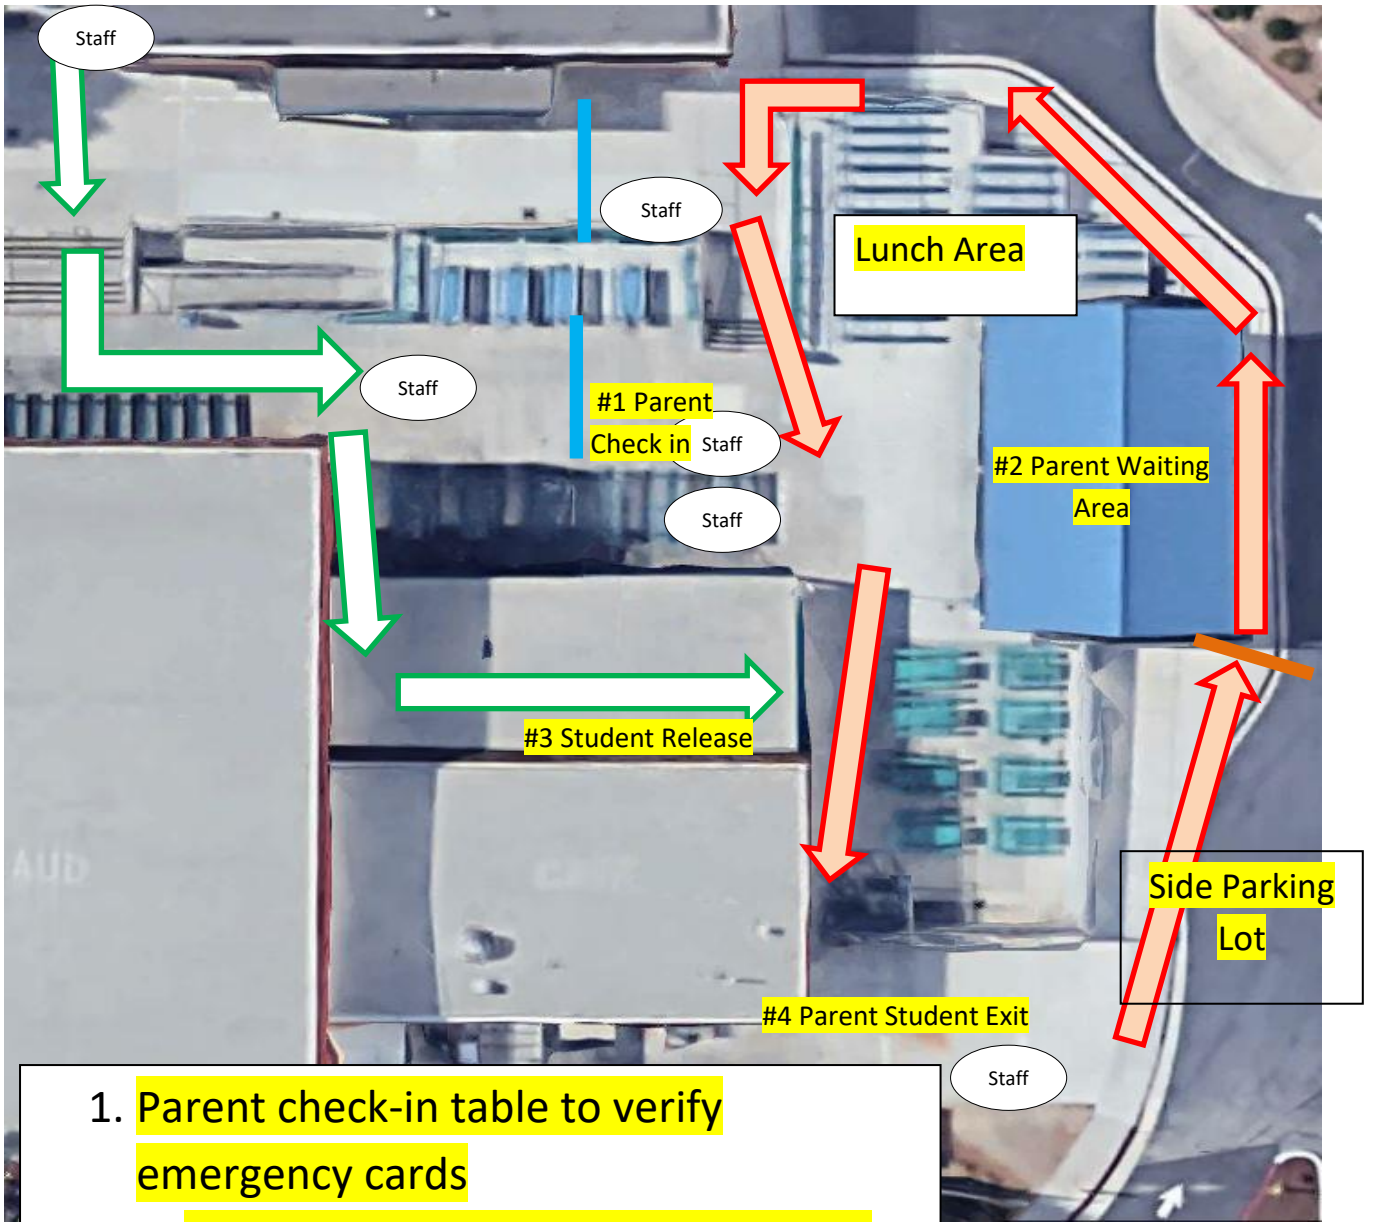 Staff
Staff
Lunch Area
Staff
#1 Parent
Check in
Staff
#2 Parent Waiting
Area
Staff
#3 Student Release
AUD
Side Parking
Lot
#4 Parent Student Exit
Staff
1. Parent check-in table to verify
emergency cards